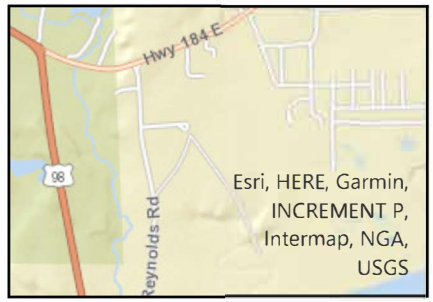 Hwy 184 E
98
Reynolds Rd
Esri, HERE, Garmin,
INCREMENT P,
Intermap, NGA,
USGS